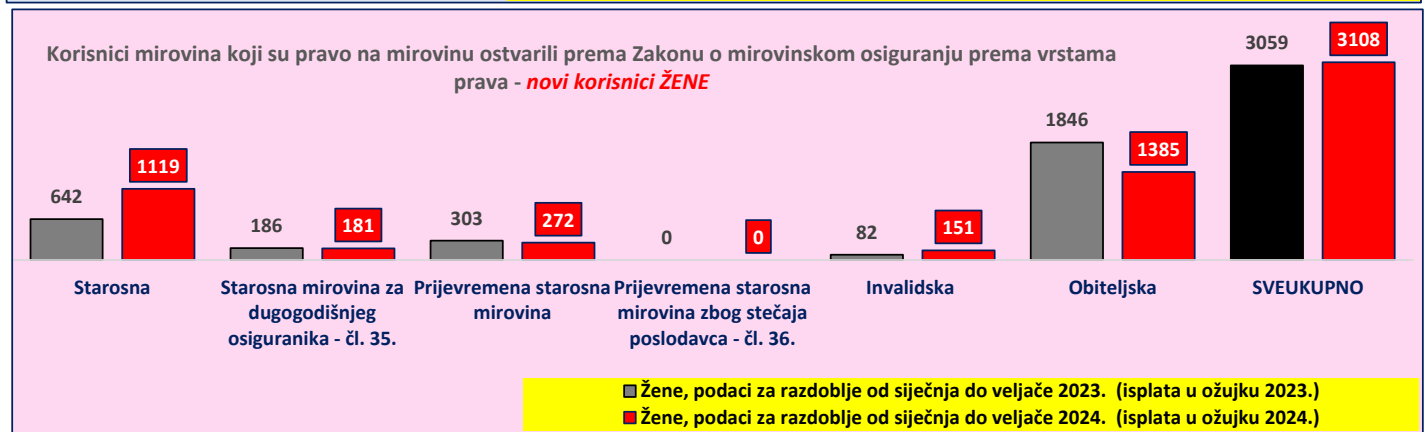 Korisnici mirovina koji su pravo na mirovinu ostvarili prema Zakonu o mirovinskom osiguranju prema vrstama
prava - novi korisnici ŽENE
3059
3108
1846
1385
642
1119
186
181
303
272
0
0
82
151
Starosna
Starosna mirovina za
dugogodišnjeg
osiguranika - čl. 35.
Prijevremena starosna
mirovina
Prijevremena starosna
mirovina zbog stečaja
poslodavca - čl. 36.
Invalidska
Obiteljska
SVEUKUPNO
Žene, podaci za razdoblje od siječnja do veljače 2023. (isplata u ožujku 2023.)
Žene, podaci za razdoblje od siječnja do veljače 2024. (isplata u ožujku 2024.)